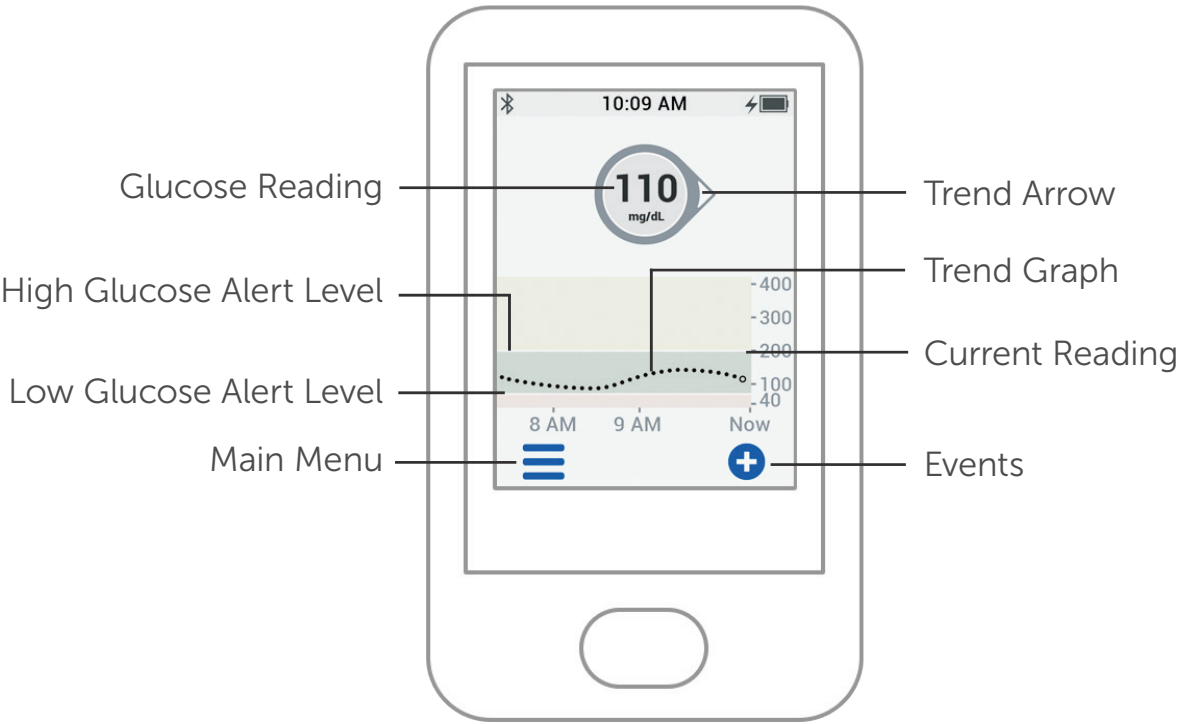 10:09 AM
Glucose Reading
110
mg/dL
Trend Arrow
Trend Graph
High Glucose Alert Level
400
300
200
Current Reading
Low Glucose Alert Level
100
40
8 AM
9 AM
Now
Main Menu
Events